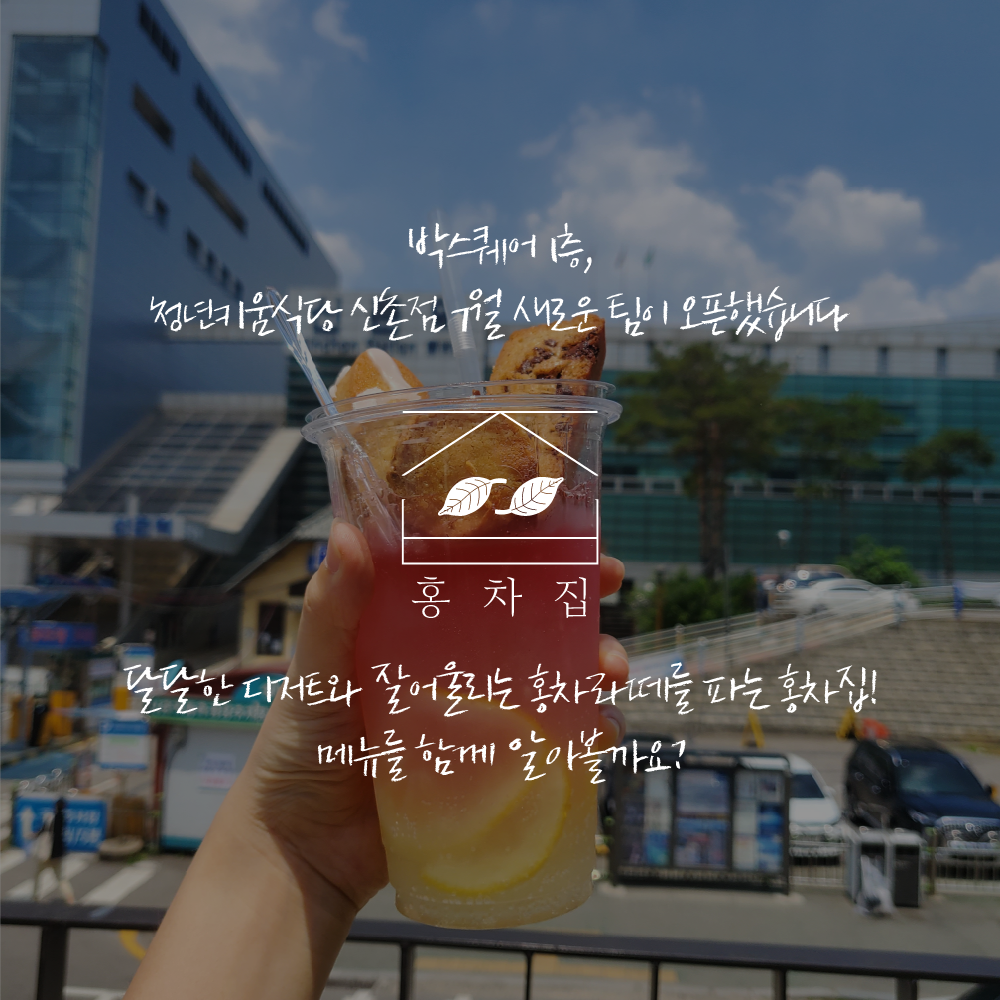 박스퀘어 1층,
청년키움식당 신촌점 9월 새로운 팀이 오픈했습니다
홍차집
달달한 디저트와 잘어울리는 홍차라떼를 파는 홍차집!
메뉴를 함께 알아볼까요?